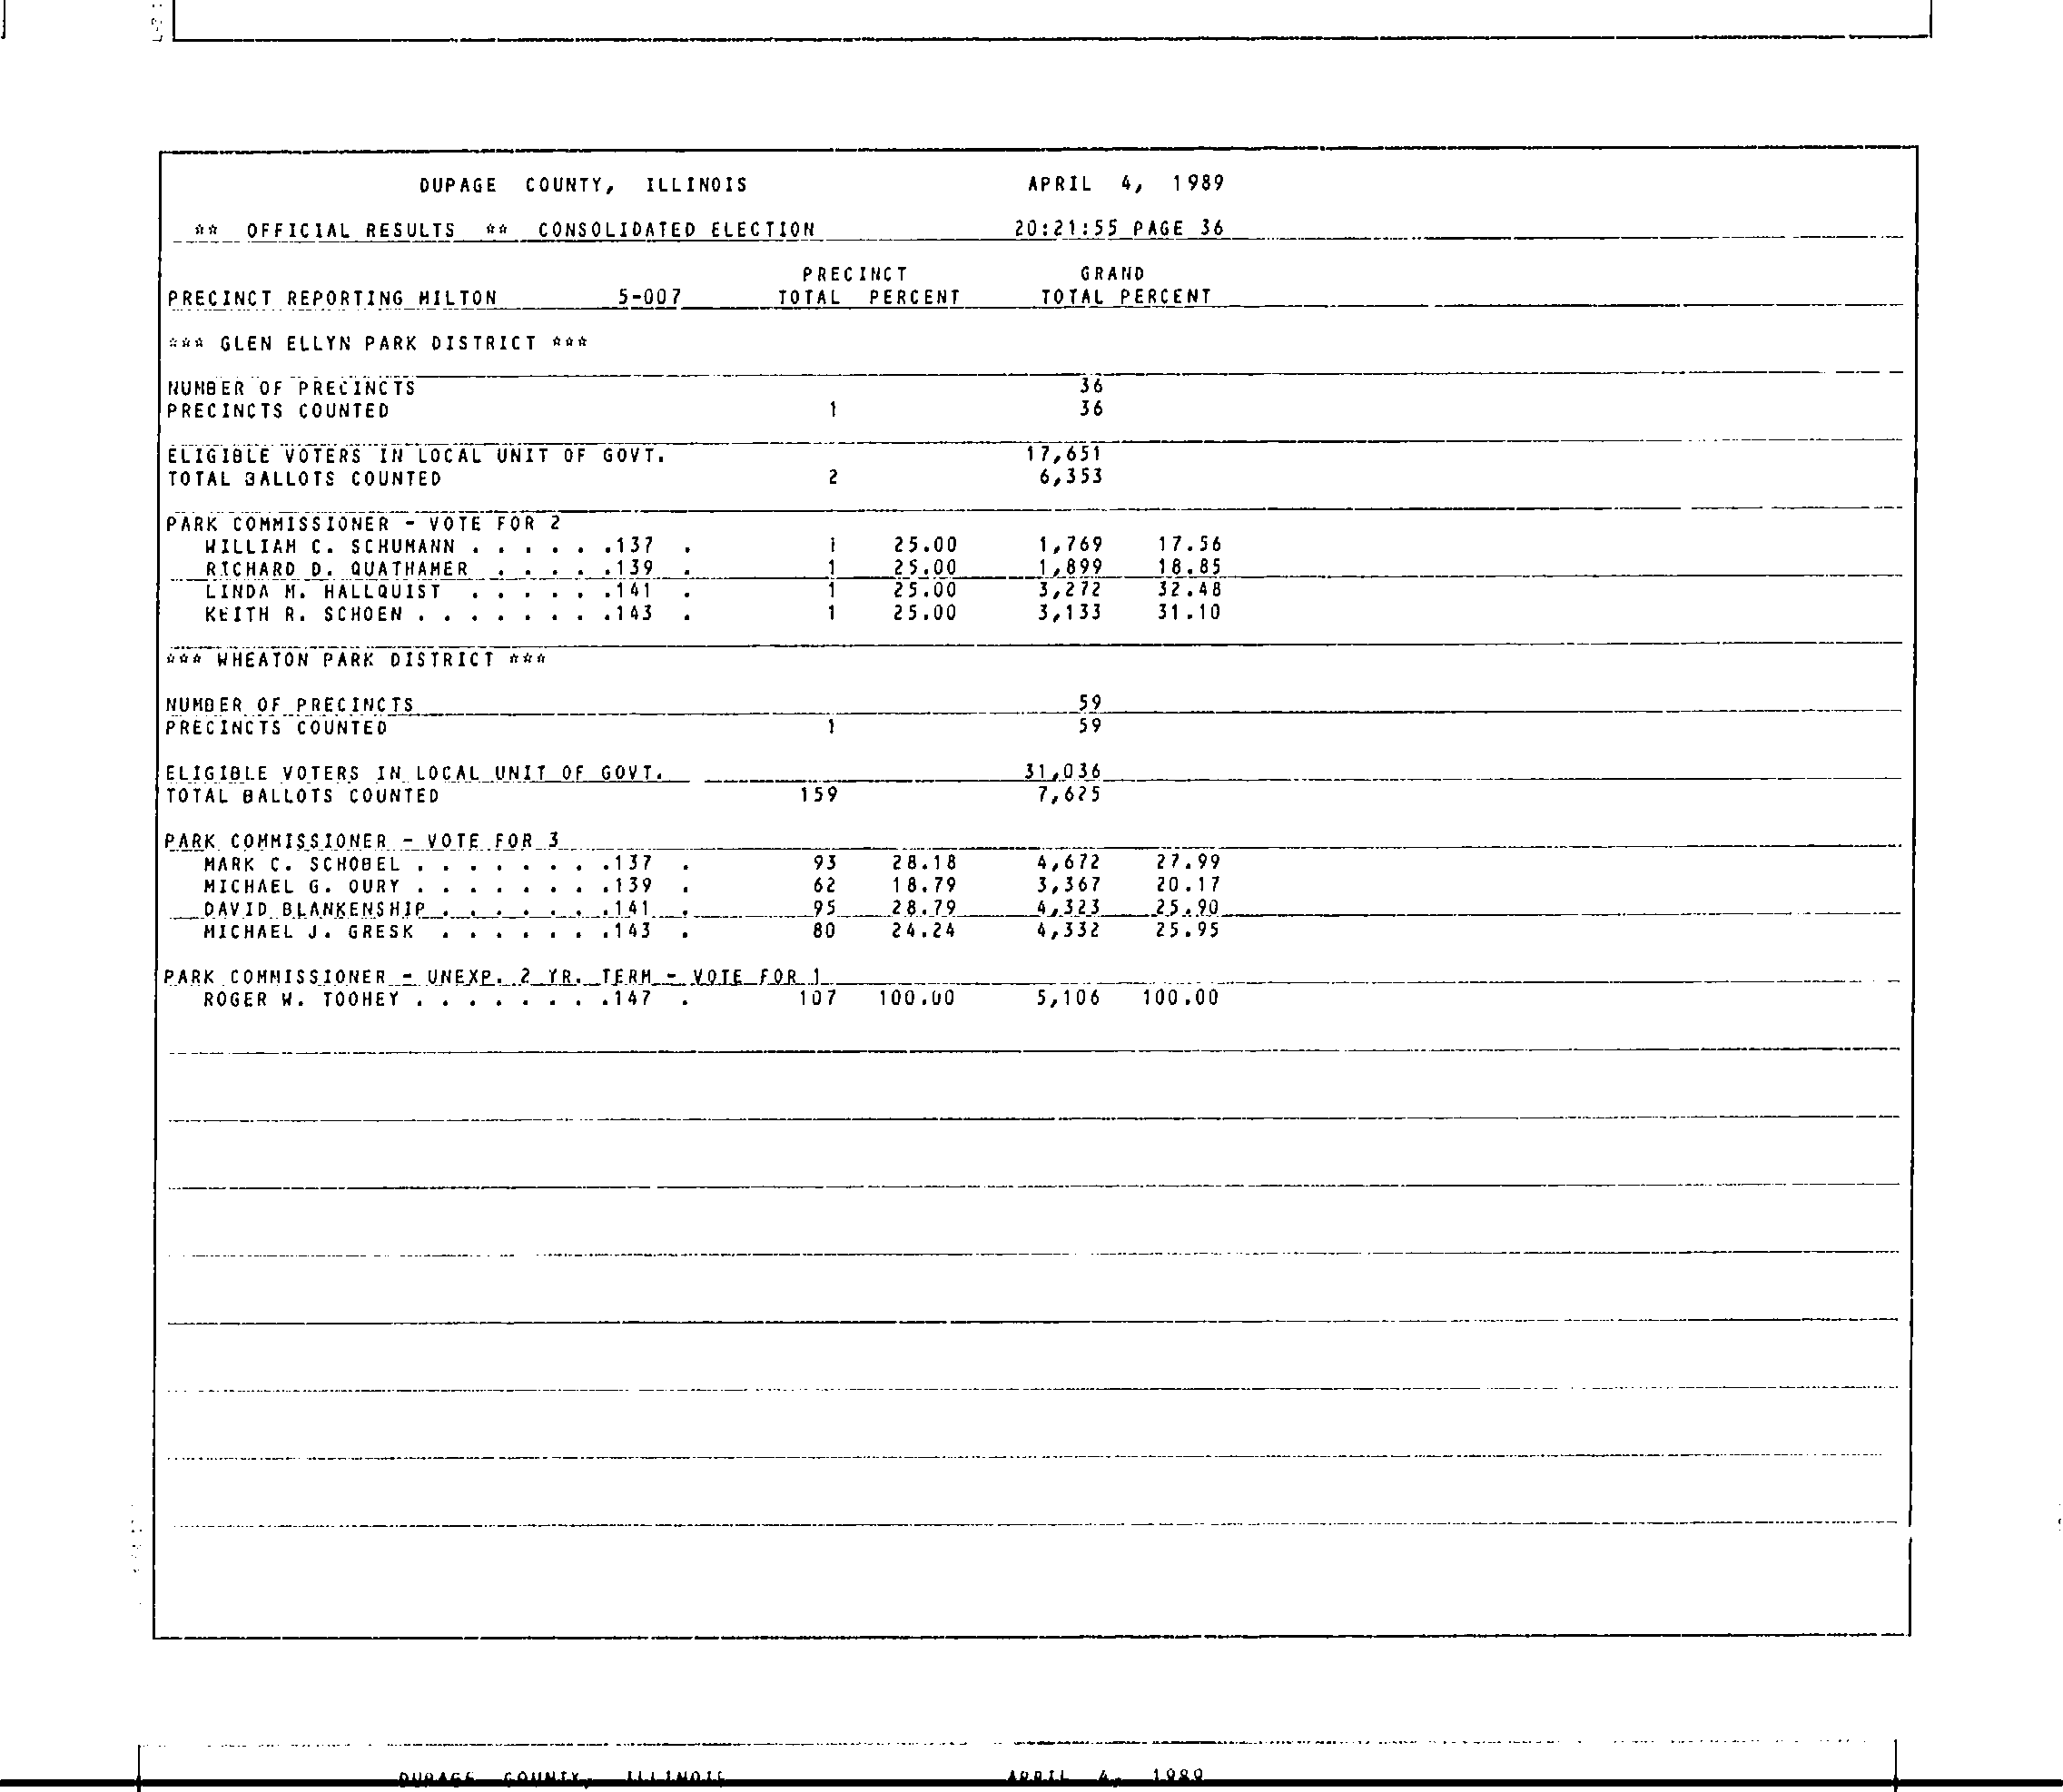 DUPAGE COUNTY, ILLINOIS APRIL 4, 1989
** OFFICIAL RESULTS ** CONSOLIDATED ELECTION 20:21:55 PAGE 36
PRECINCT GRAND
PRECINCT REPORTING MILTON 5-007 TOTAL PERCENT TOTAL PERCENT
*** GLEN ELLYN PARK DISTRICT ***
NUMBER OF PRECINCTS 36
PRECINCTS COUNTED 1 36
ELIGIBLE VOTERS IN LOCAL UNIT OF GOVT. 17,651
TOTAL BALLOTS COUNTED 2 6,353
PARK COMMISSIONER - VOTE FOR 2
WILLIAM C. SCHUMANN . . . . . .137 . 1 25.00 1,769 17.56
RICHARD D. QUATHAMER . . . . .139 . 1 25.00 1,899 18.85
LINDA M. HALLQUIST . . . . . .141 . 1 25.00 3,272 32.48
KEITH R. SCHOEN . . . . . . . .143 . 1 25.00 3,133 31.10
*** WHEATON PARK DISTRICT ***
NUMBER OF PRECINCTS 59
PRECINCTS COUNTED 1 59
ELIGIBLE VOTERS IN LOCAL UNIT OF GOVT. 31,036
TOTAL BALLOTS COUNTED 159 7,625
PARK COMMISSIONER - VOTE FOR 3
MARK C. SCHOBEL . . . . . . . .137 . 93 28.18 4,672 27.99
MICHAEL G. OURY . . . . . . . .139 . 62 18.79 3,367 20.17
DAVID BLANKENSHIP . . . . . . .141 . 95 28.79 4,323 25.90
MICHAEL J. GRESK . . . . . . .143 . 80 24.24 4,332 25.95
PARK COMMISSIONER - UNEXP. 2 YR. TERM - VOTE FOR 1
ROGER W. TOOHEY . . . . . . . .147 . 107 100.00 5,106 100.00
DUPAGE COUNTY, ILLINOIS APRIL 4, 1989